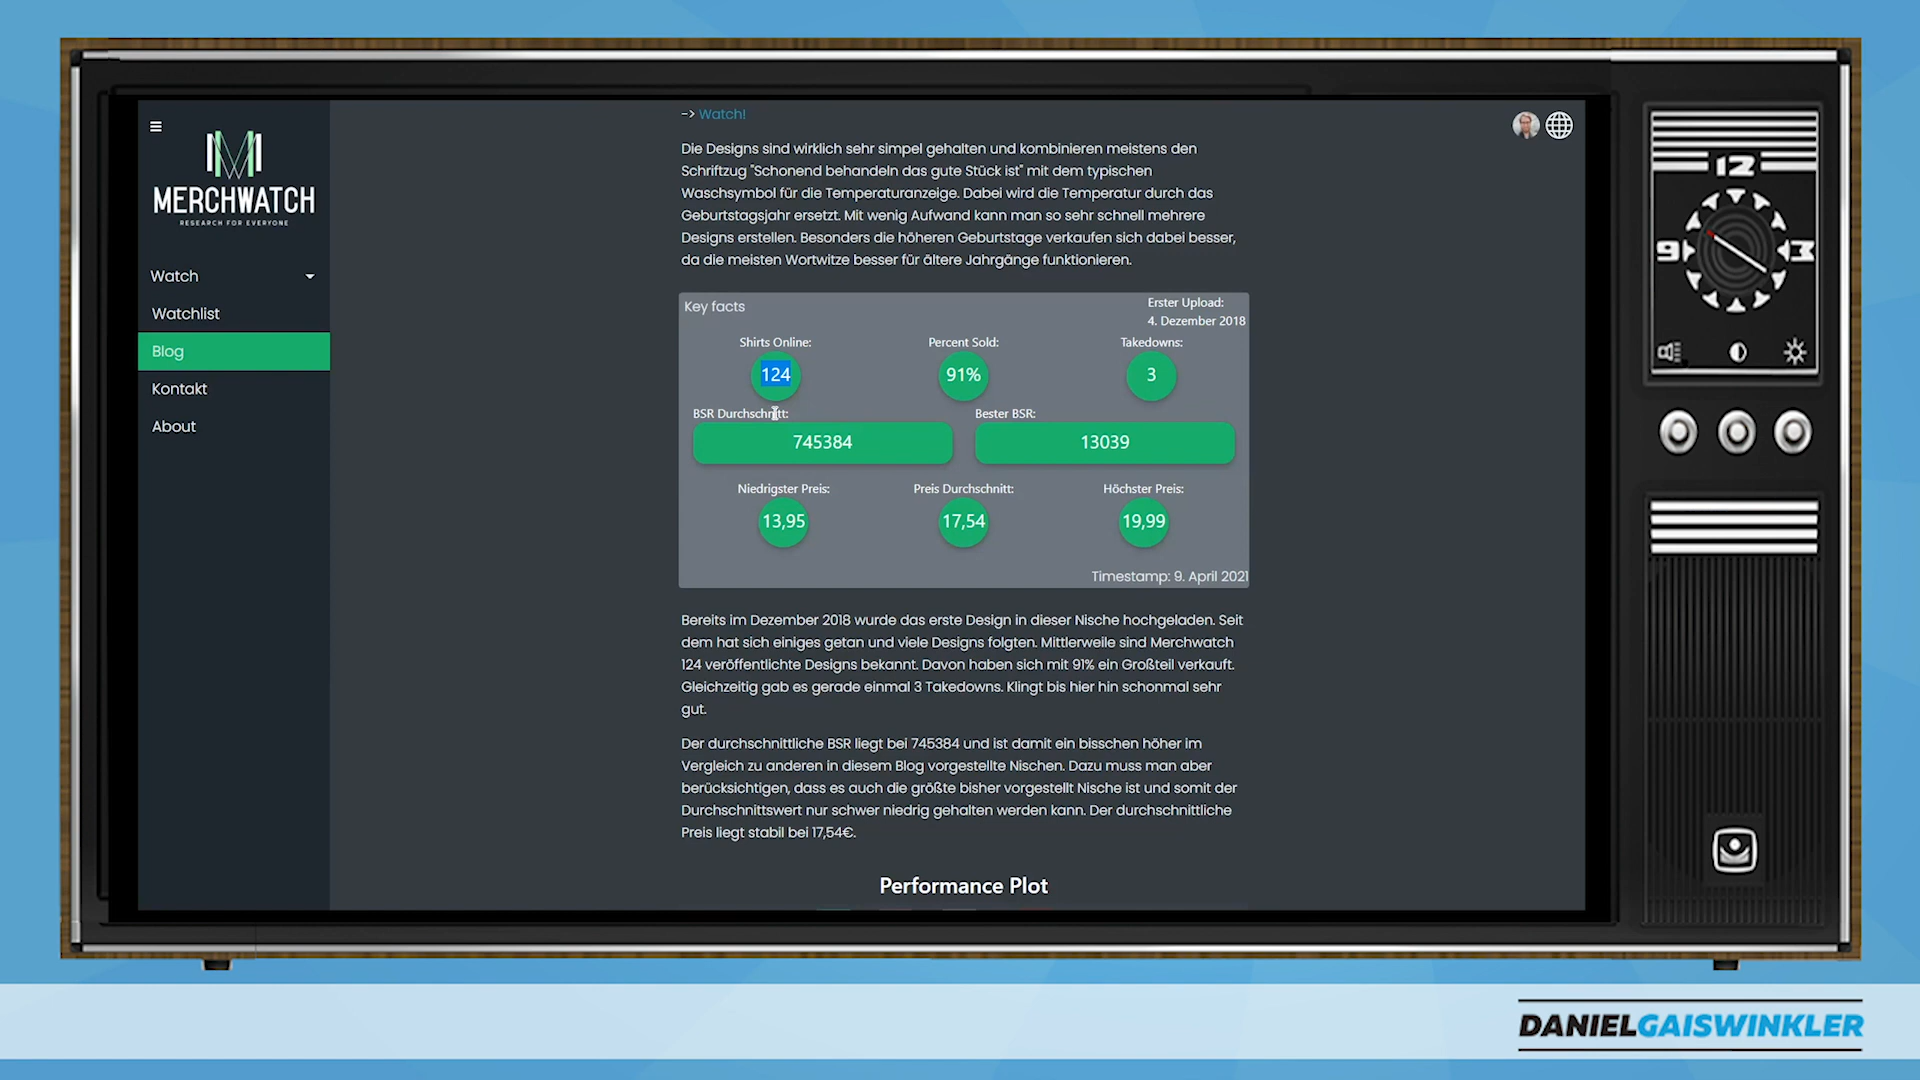 MERCHWATCH
RESEARCH FOR EVERYONE
Watch
Watchlist
Blog
Kontakt
About
-> Watch!
Die Designs sind wirklich sehr simpel gehalten und kombinieren meistens den
Schriftzug "Schonend behandeln das gute Stück ist" mit dem typischen
Waschsymbol für die Temperaturanzeige. Dabei wird die Temperatur durch das
Geburtstagsjahr ersetzt. Mit wenig Aufwand kann man so sehr schnell mehrere
Designs erstellen. Besonders die höheren Geburtstage verkaufen sich dabei besser,
da die meisten Wortwitze besser für ältere Jahrgänge funktionieren.
Key facts
Erster Upload:
4. Dezember 2018
Shirts Online:
124
Percent Sold:
91%
Takedowns:
3
BSR Durchschnitt:
745384
Bester BSR:
13039
Niedrigster Preis:
13,95
Preis Durchschnitt:
17,54
Höchster Preis:
19,99
Timestamp: 9. April 2021
Bereits im Dezember 2018 wurde das erste Design in dieser Nische hochgeladen. Seit
dem hat sich einiges getan und viele Designs folgten. Mittlerweile sind Merchwatch
124 veröffentlichte Designs bekannt. Davon haben sich mit 91% ein Großteil verkauft.
Gleichzeitig gab es gerade einmal 3 Takedowns. Klingt bis hier hin schonmal sehr
gut.
Der durchschnittliche BSR liegt bei 745384 und ist damit ein bisschen höher im
Vergleich zu anderen in diesem Blog vorgestellte Nischen. Dazu muss man aber
berücksichtigen, dass es auch die größte bisher vorgestellt Nische ist und somit der
Durchschnittswert nur schwer niedrig gehalten werden kann. Der durchschnittliche
Preis liegt stabil bei 17,54€.
Performance Plot
12
9
3
DANIELGAISWINKLER